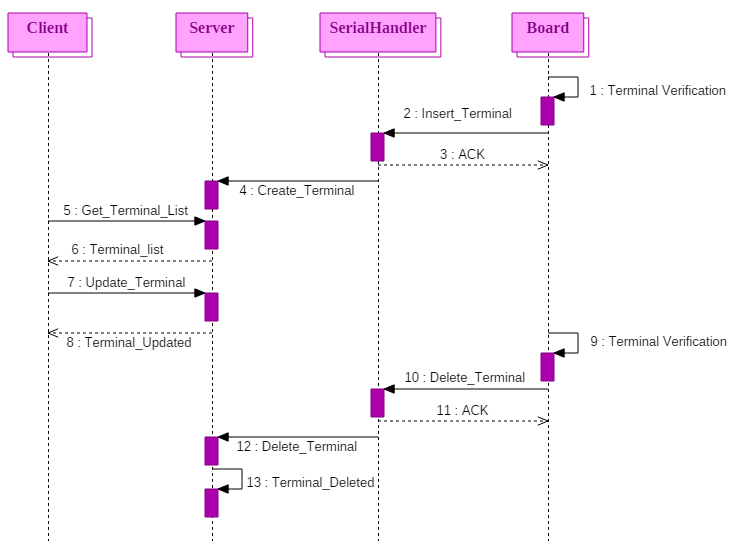 Client
Server
SerialHandler
Board
1 : Terminal Verification
2 : Insert_Terminal
3 : ACK
4 : Create_Terminal
5 : Get_Terminal_List
6 : Terminal_list
7 : Update_Terminal
8 : Terminal_Updated
9 : Terminal Verification
10 : Delete_Terminal
11 : ACK
12 : Delete_Terminal
13 : Terminal_Deleted